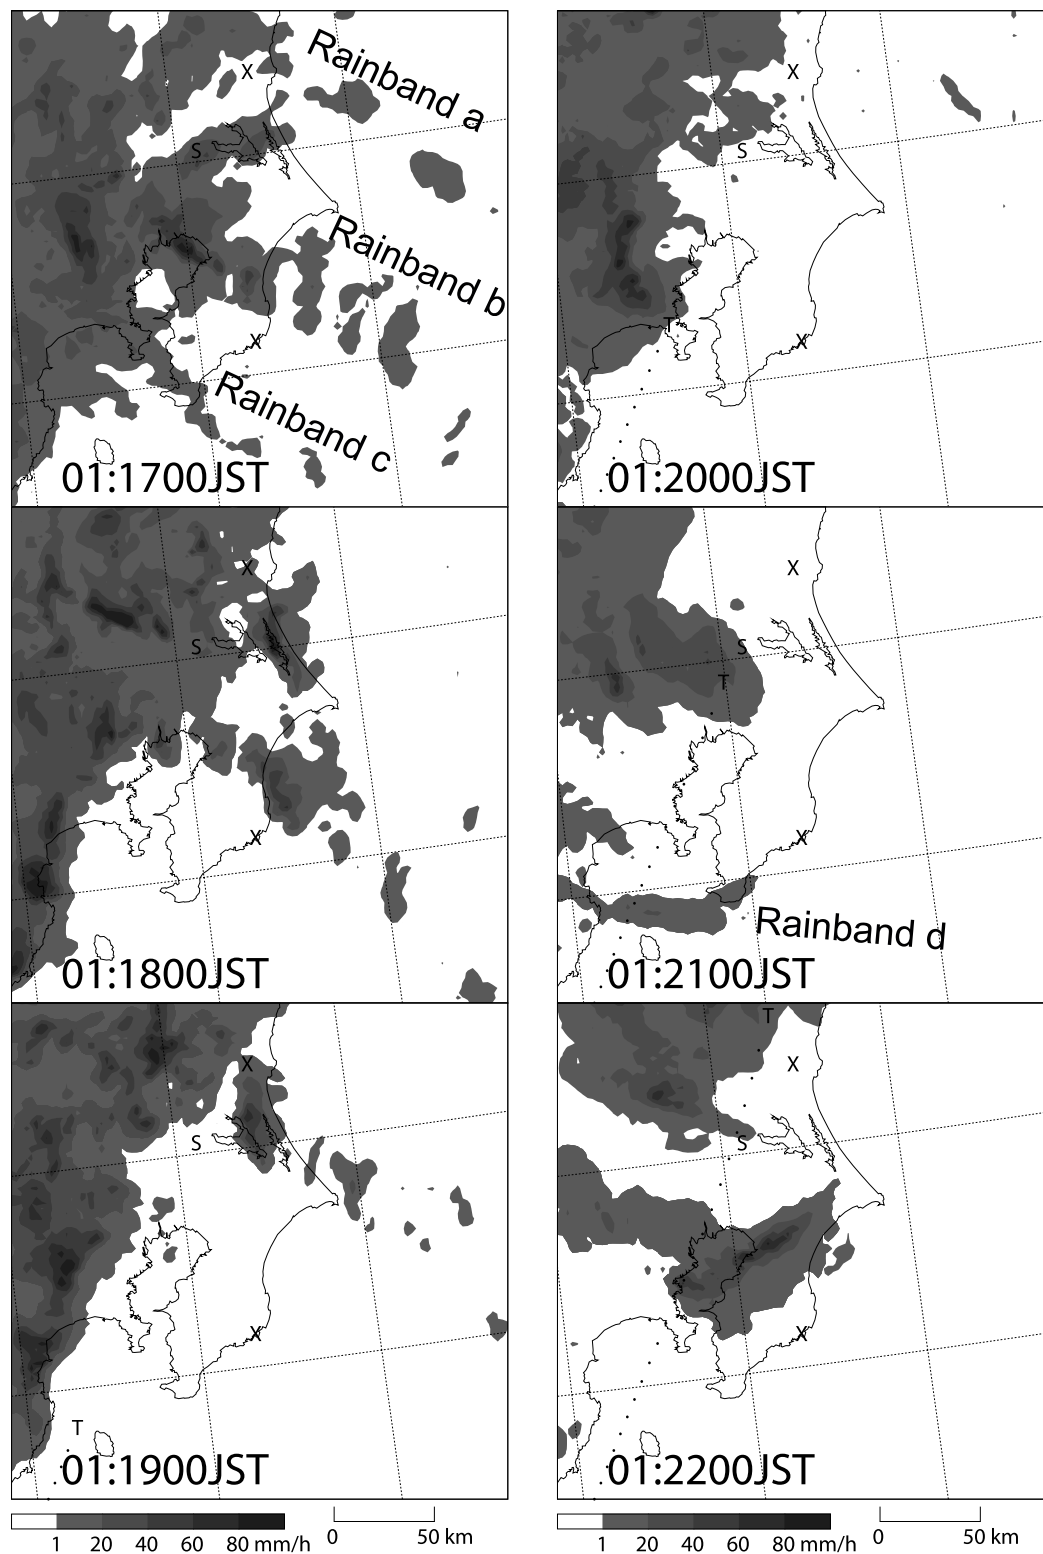 Rainband a
X
S
Rainband b
X
Rainband c
01:1700JST
X
S
T
X
01:2000JST
X
S
X
01:1800JST
X
S
T
X
Rainband d
01:2100JST
X
S
X
T
01:1900JST
T
X
S
X
01:2200JST
1 20 40 60 80 mm/h
0 50 km
1 20 40 60 80 mm/h
0 50 km